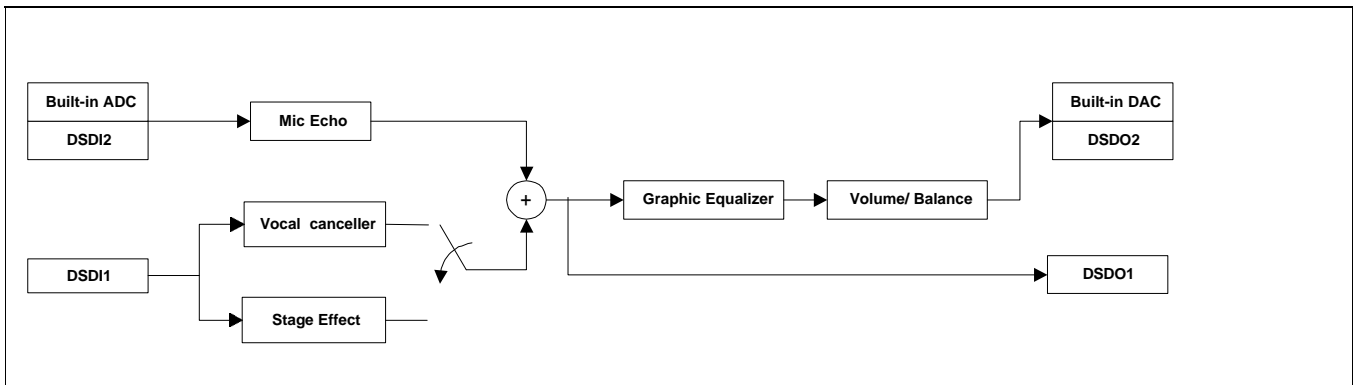 Built-in ADC
DSDI2
Mic Echo
Built-in DAC
DSDO2
+
Graphic Equalizer
Volume/ Balance
Vocal canceller
DSDI1
DSDO1
Stage Effect